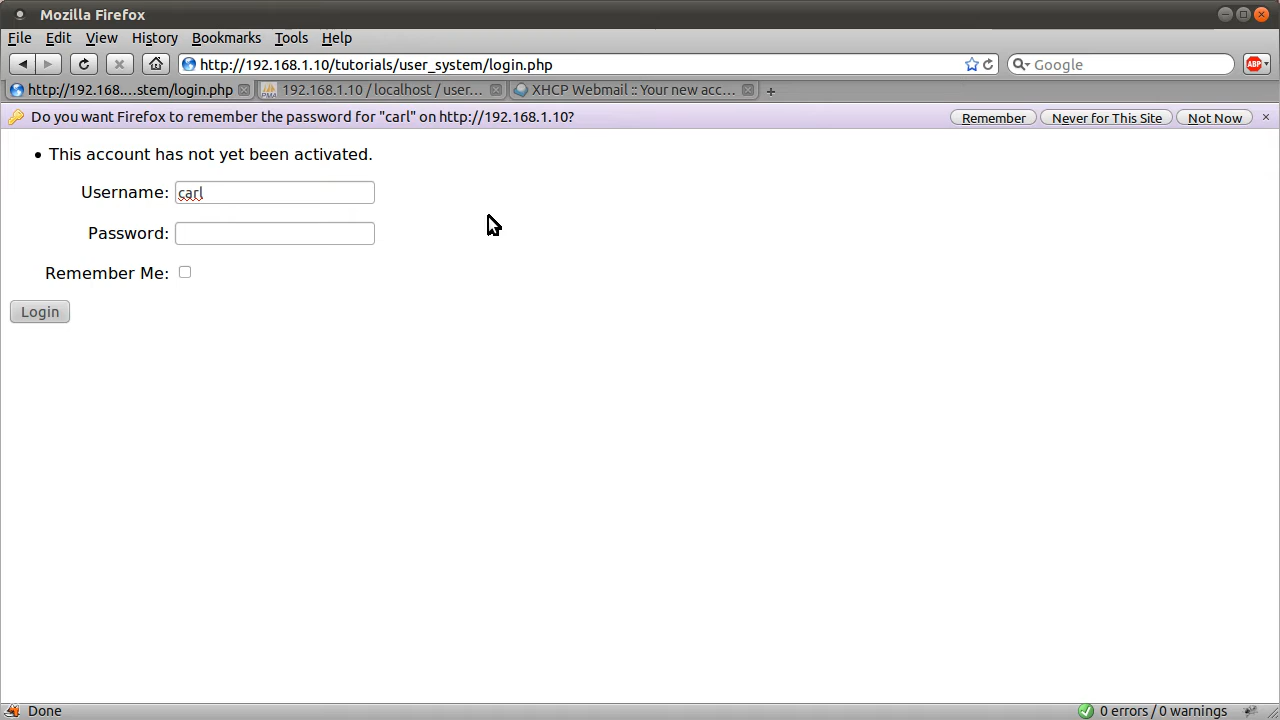 Mozilla Firefox
File Edit View History Bookmarks Tools Help
http://192.168.1.10/tutorials/user_system/login.php
Google
ABP
http://192.168....stem/login.php
192.168.1.10 / localhost / user...
XHCP Webmail :: Your new acc...
Do you want Firefox to remember the password for "carl" on http://192.168.1.10?
Remember
Never for This Site
Not Now
This account has not yet been activated.
Username: carl
Password:
Remember Me:
Login
Done
0 errors / 0 warnings